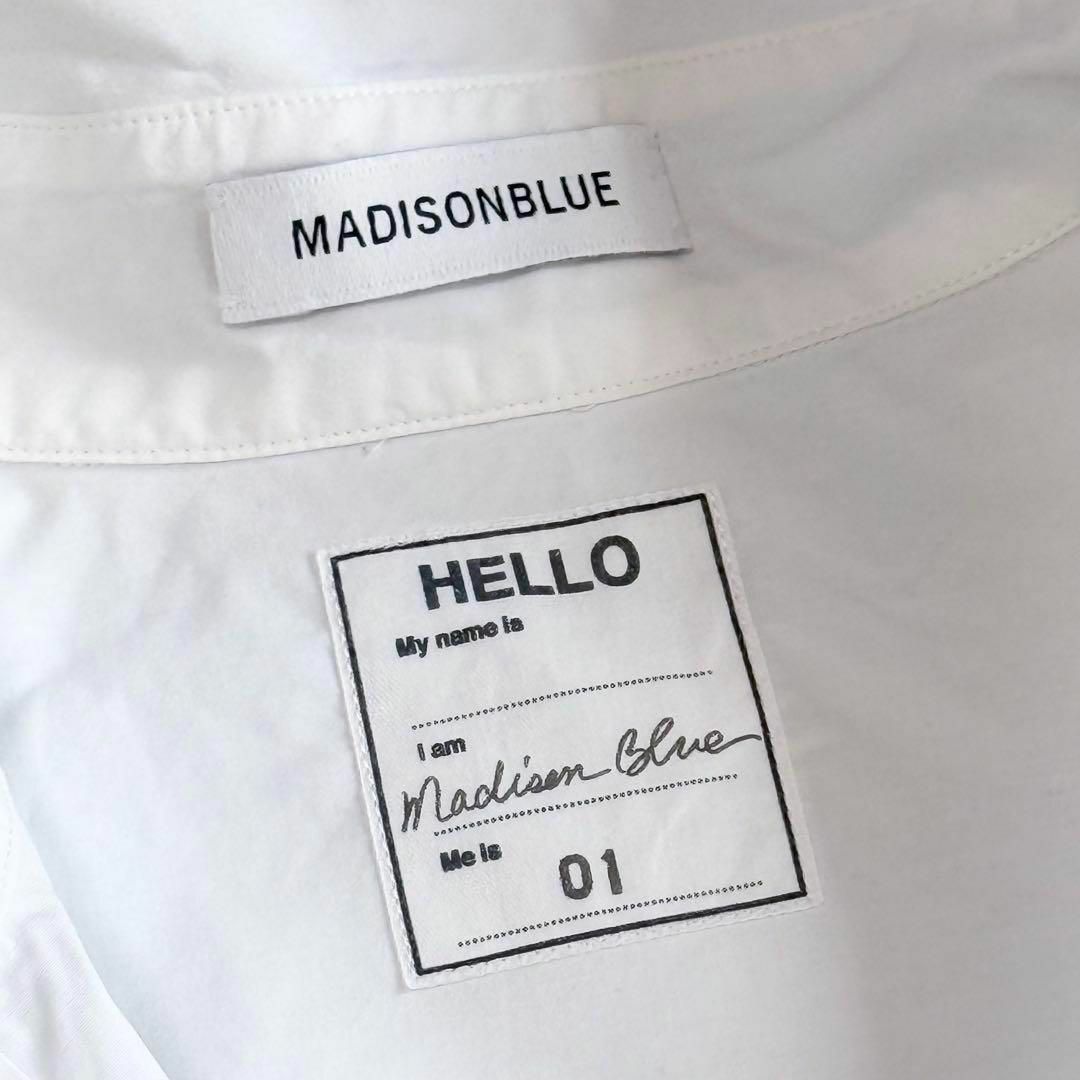 MADISONBLUE
HELLO
My name is
I am
Madison Blue
Me is
01